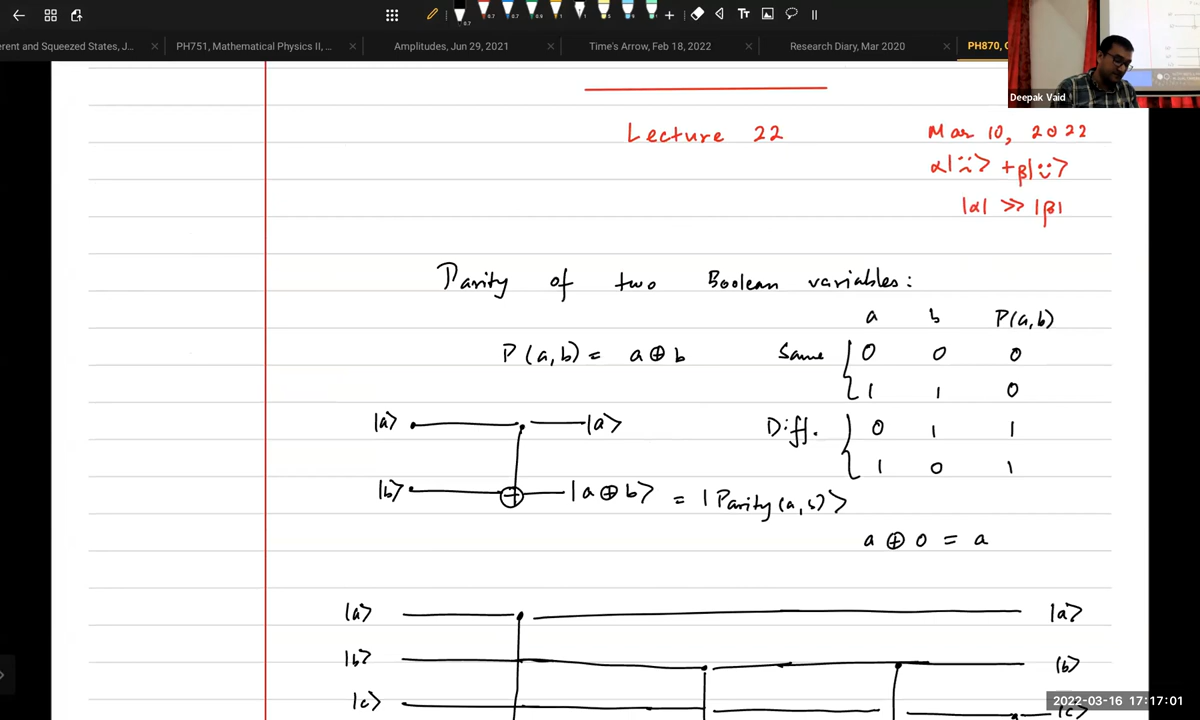 erent and Squeezed States, J... PH751, Mathematical Physics II, ... Amplitudes, Jun 29, 2021 Time's Arrow, Feb 18, 2022 Research Diary, Mar 2020 PH870,
Deepak Vaid
Lecture 22
Mar 10, 2022
α|☹> + β|☺>
|α| ≫ |β|
Parity of two Boolean variables:
a b P(a,b)
P(a,b) = a ⊕ b
Same
0 0 0
1 1 0
Diff.
0 1 1
1 0 1
|a> |a>
|b> |a ⊕ b> = |Parity(a,b)>
a ⊕ 0 = a
|a> |a>
|b> |b>
|c> |c>
2022-03-16 17:17:01